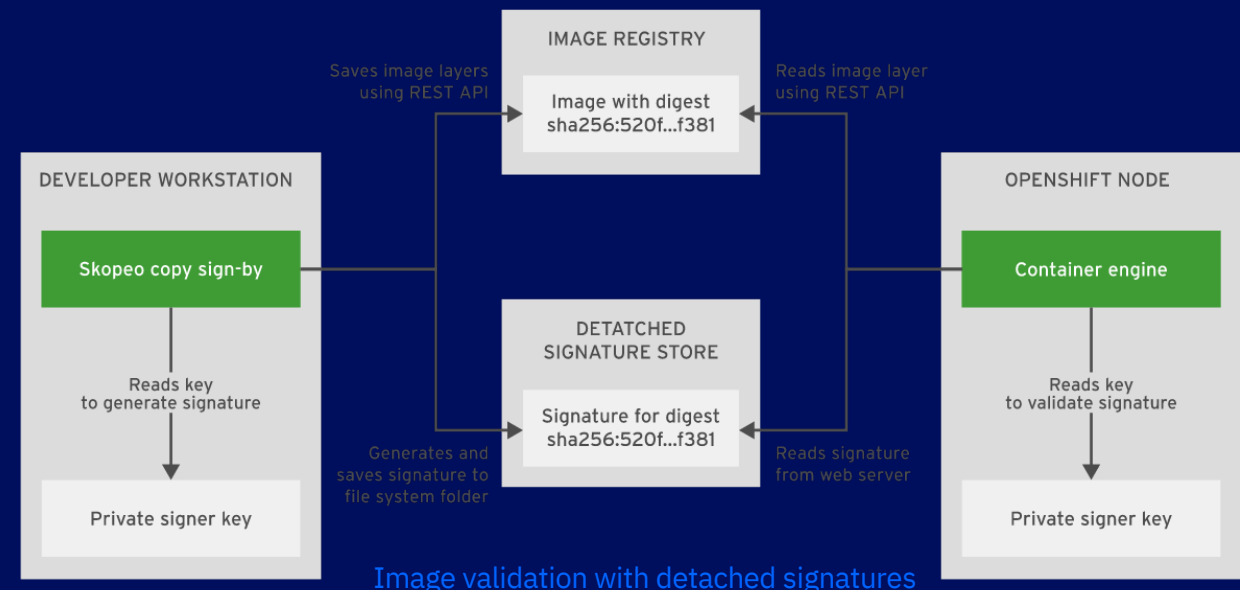 IMAGE REGISTRY
Saves image layers
using REST API
Image with digest
sha256:520f...f381
Reads image layer
using REST API
DEVELOPER WORKSTATION
Skopeo copy sign-by
Reads key
to generate signature
Private signer key
DETATCHED
SIGNATURE STORE
Signature for digest
sha256:520f...f381
Generates and
saves signature to
file system folder
Reads signature
from web server
OPENSHIFT NODE
Container engine
Reads key
to validate signature
Private signer key
Image validation with detached signatures